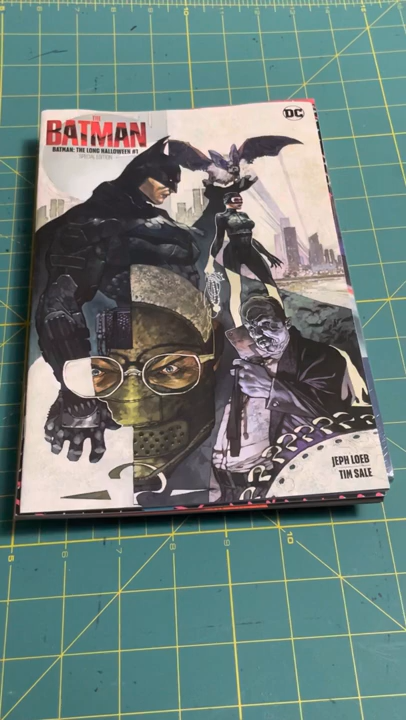 THE
BATMAN
BATMAN: THE LONG HALLOWEEN #1
SPECIAL EDITION
DC
JEPH LOEB
TIM SALE